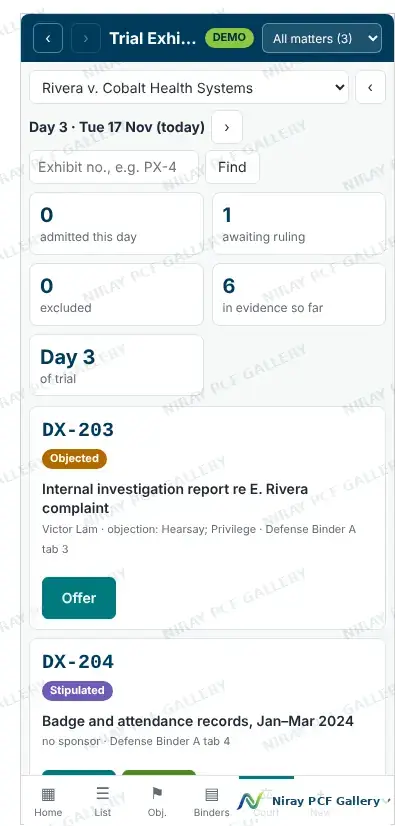 ‹ › Trial Exhi... DEMO All matters (3)
Rivera v. Cobalt Health Systems ‹
Day 3 · Tue 17 Nov (today) ›
Exhibit no., e.g. PX-4 Find
0 1
admitted this day awaiting ruling
0 6
excluded in evidence so far
Day 3
of trial
DX-203
Objected
Internal investigation report re E. Rivera
complaint
Victor Lam · objection: Hearsay; Privilege · Defense Binder A
tab 3
Offer
DX-204
Stipulated
Badge and attendance records, Jan–Mar 2024
no sponsor · Defense Binder A tab 4
Niray PCF Gallery
Home List Obj. Binders
NIRAY PCF GALLERY